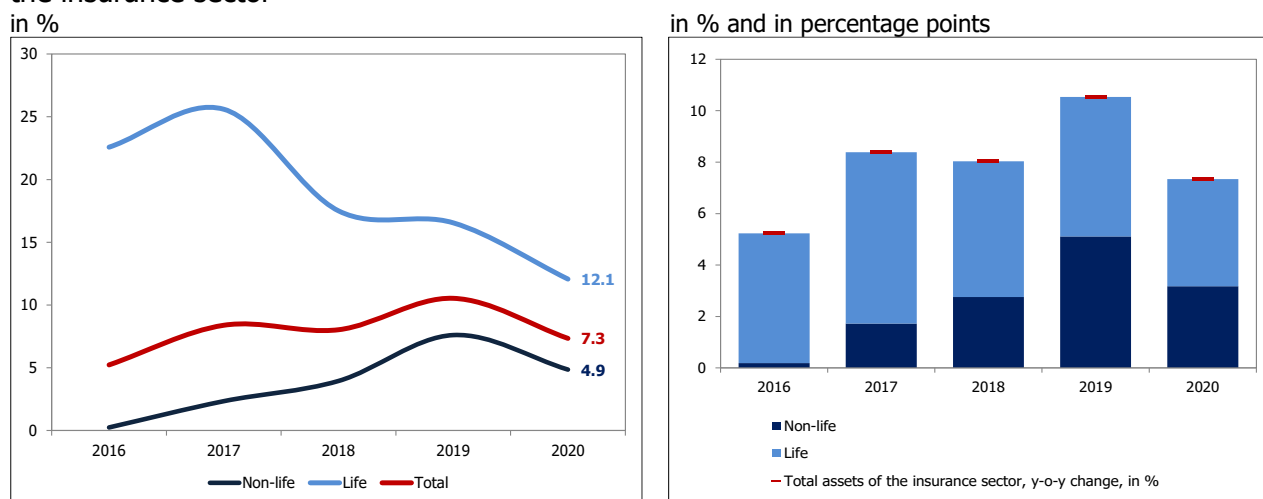 the insurance sector
in %
30
25
20
15
10
5
0
12.1
7.3
4.9
2016 2017 2018 2019 2020
Non-life Life Total
in % and in percentage points
12
10
8
6
4
2
0
2016 2017 2018 2019 2020
Non-life
Life
Total assets of the insurance sector, y-o-y change, in %